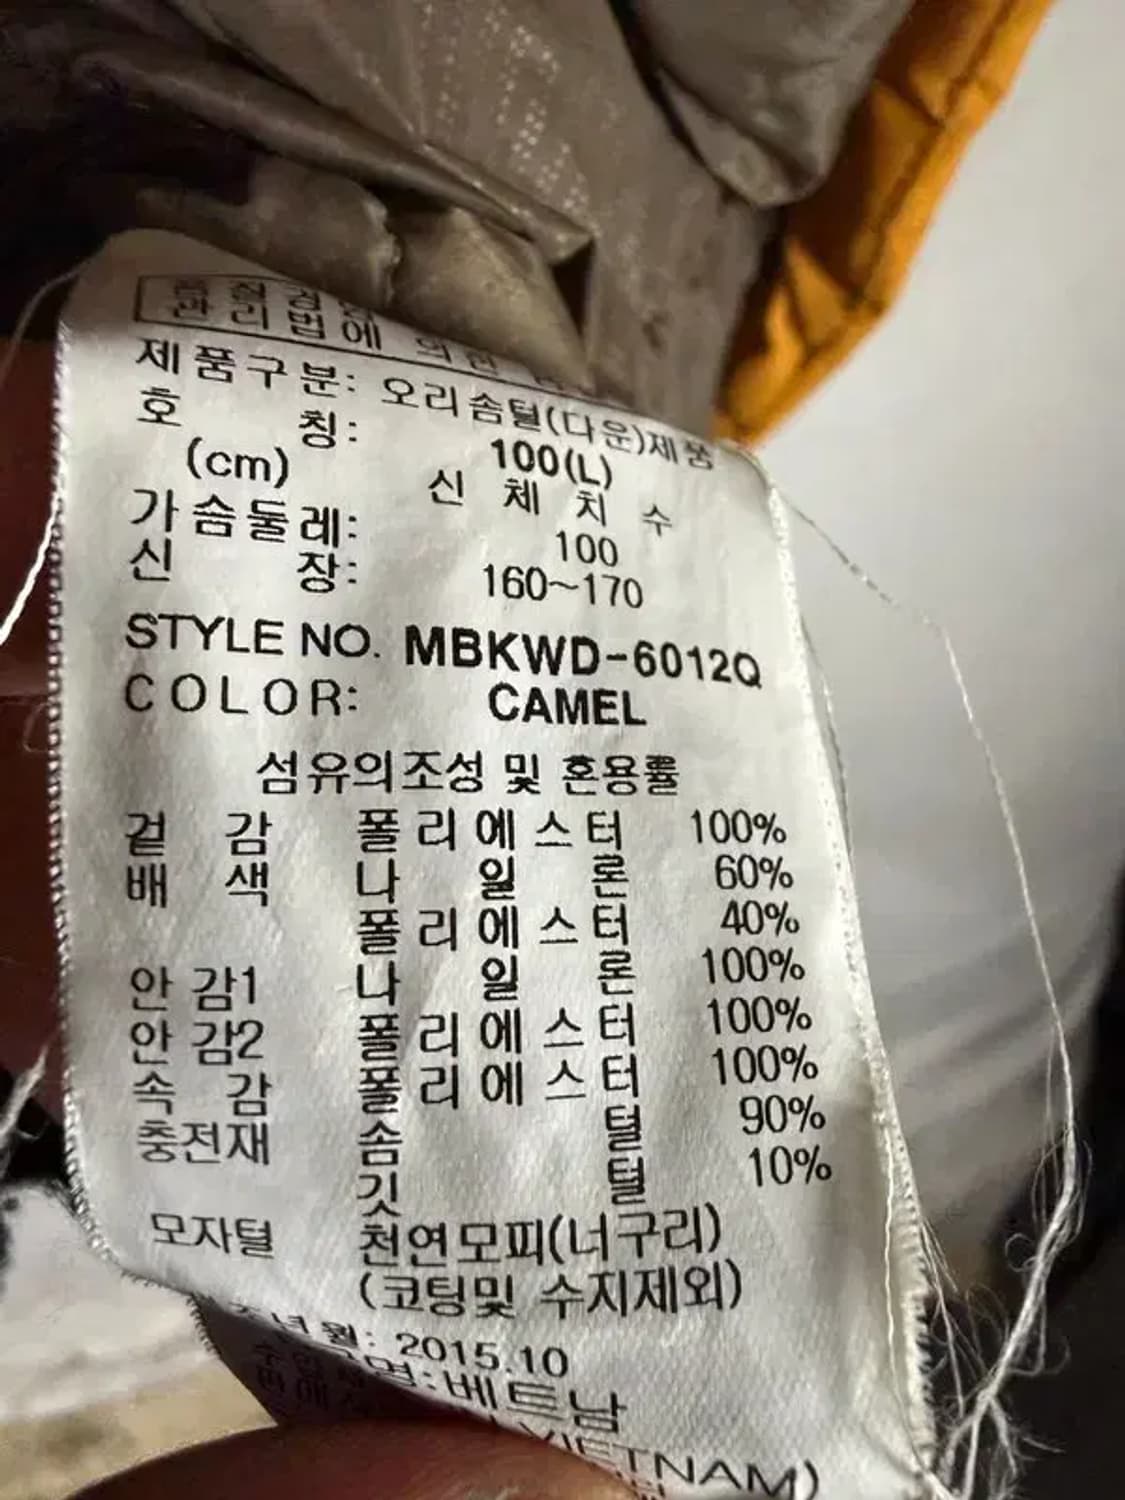 관리법에 의한
제품구분: 오리솜털(다운)제품
호 칭: 100(L)
(cm) 신 체 치 수
가슴둘레: 100
신 장: 160~170
STYLE NO. MBKWD-6012Q
COLOR: CAMEL
섬유의조성 및 혼용률
겉 감 폴리에스터 100%
배 색 나 일 론 60%
폴리에스터 40%
안 감1 나 일 론 100%
안 감2 폴리에스터 100%
속 감 폴리에스터 100%
충전재 솜 털 90%
깃 털 10%
모자털 천연모피(너구리)
(코팅및 수지제외)
년 월: 2015.10
명: 베트남
VIETNAM)